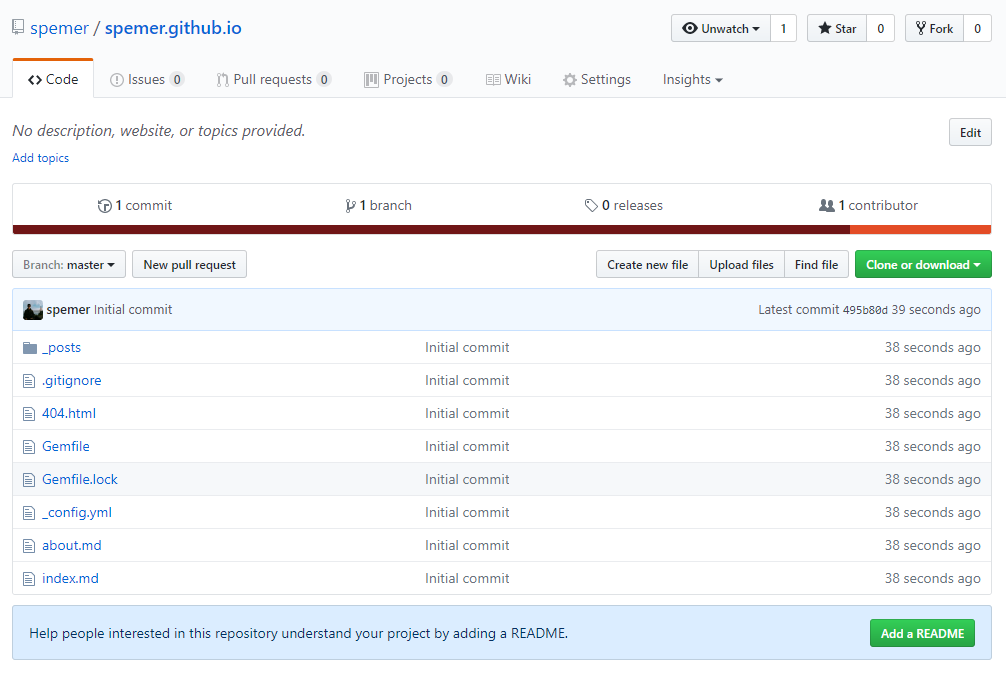 spemer / spemer.github.io Unwatch 1 Star 0 Fork 0
Code Issues 0 Pull requests 0 Projects 0 Wiki Settings Insights
No description, website, or topics provided. Edit
Add topics
1 commit 1 branch 0 releases 1 contributor
Branch: master New pull request Create new file Upload files Find file Clone or download
spemer Initial commit Latest commit 495b80d 39 seconds ago
_posts Initial commit 38 seconds ago
.gitignore Initial commit 38 seconds ago
404.html Initial commit 38 seconds ago
Gemfile Initial commit 38 seconds ago
Gemfile.lock Initial commit 38 seconds ago
_config.yml Initial commit 38 seconds ago
about.md Initial commit 38 seconds ago
index.md Initial commit 38 seconds ago
Help people interested in this repository understand your project by adding a README. Add a README